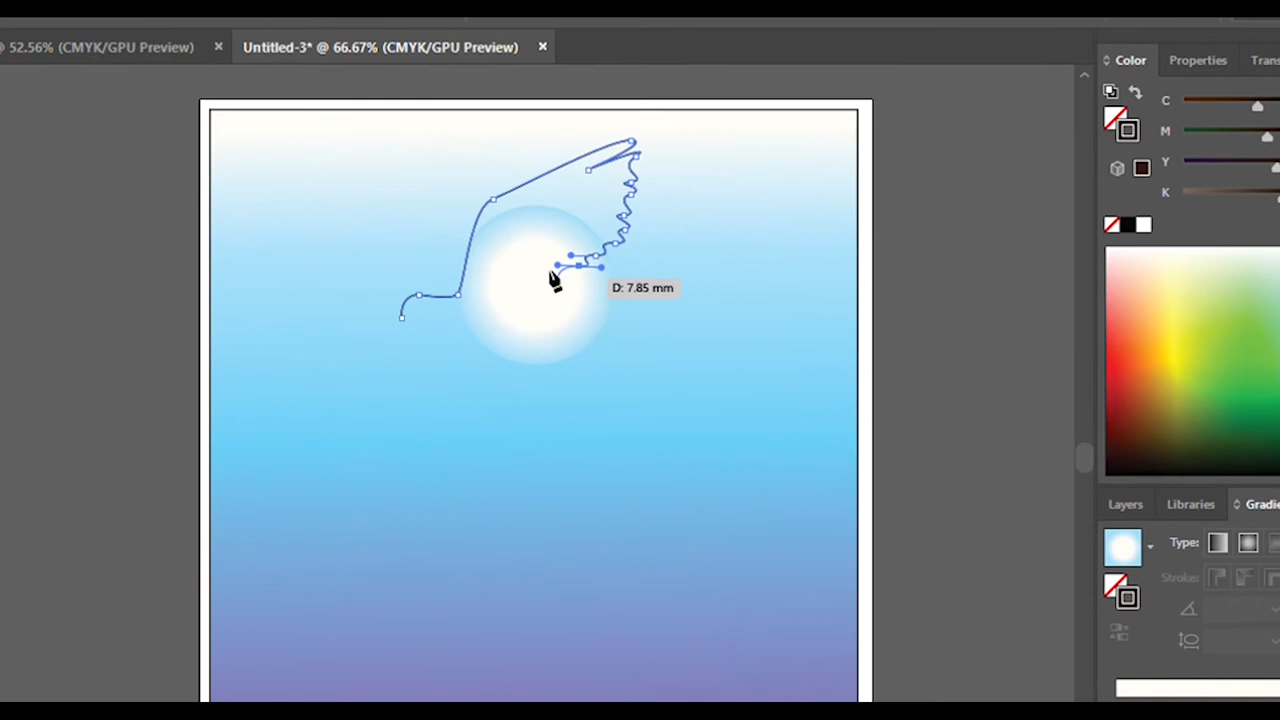 @ 52.56% (CMYK/GPU Preview) ×
Untitled-3* @ 66.67% (CMYK/GPU Preview) ×
Color
Properties
Trans
C
M
Y
K
D: 7.85 mm
Layers
Libraries
Gradie
Type:
Stroke: